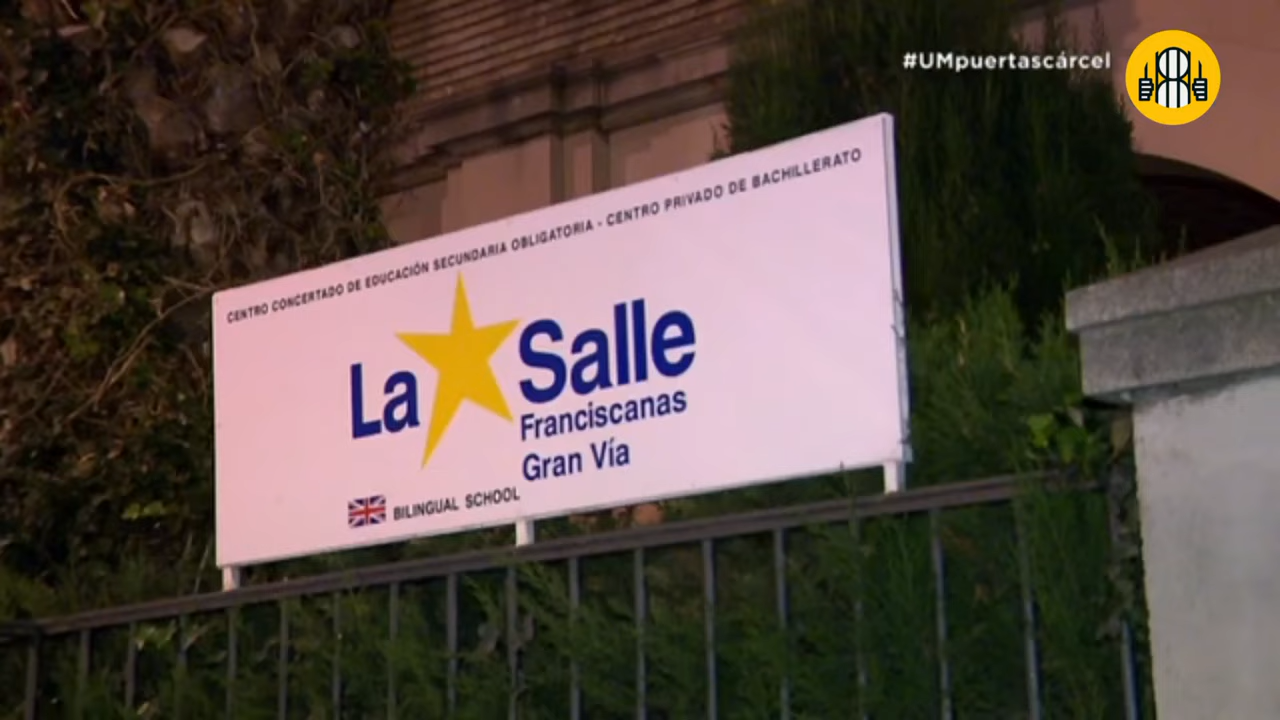 #UMpuertascárcel
CENTRO CONCERTADO DE EDUCACIÓN SECUNDARIA OBLIGATORIA - CENTRO PRIVADO DE BACHILLERATO
La Salle
Franciscanas
Gran Vía
BILINGUAL SCHOOL